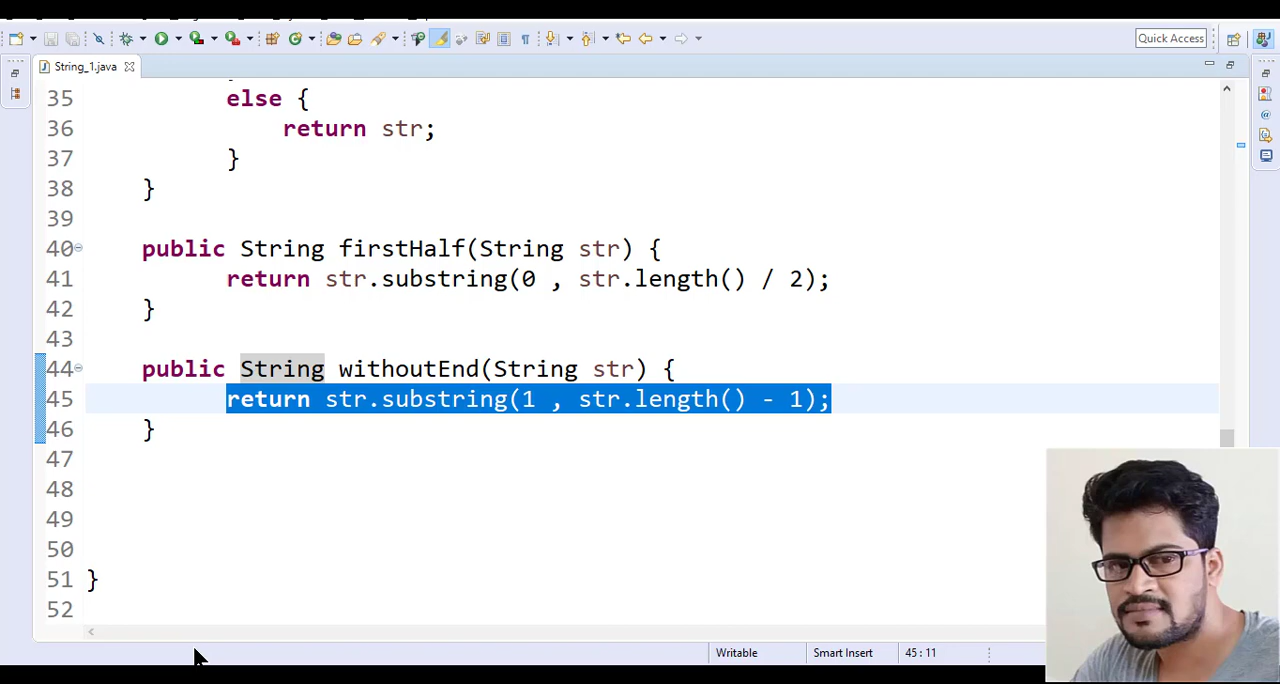 Quick Access
String_1.java
35 else {
36 return str;
37 }
38 }
39
40 public String firstHalf(String str) {
41 return str.substring(0 , str.length() / 2);
42 }
43
44 public String withoutEnd(String str) {
45 return str.substring(1 , str.length() - 1);
46 }
47
48
49
50
51 }
52
Writable Smart Insert 45 : 11